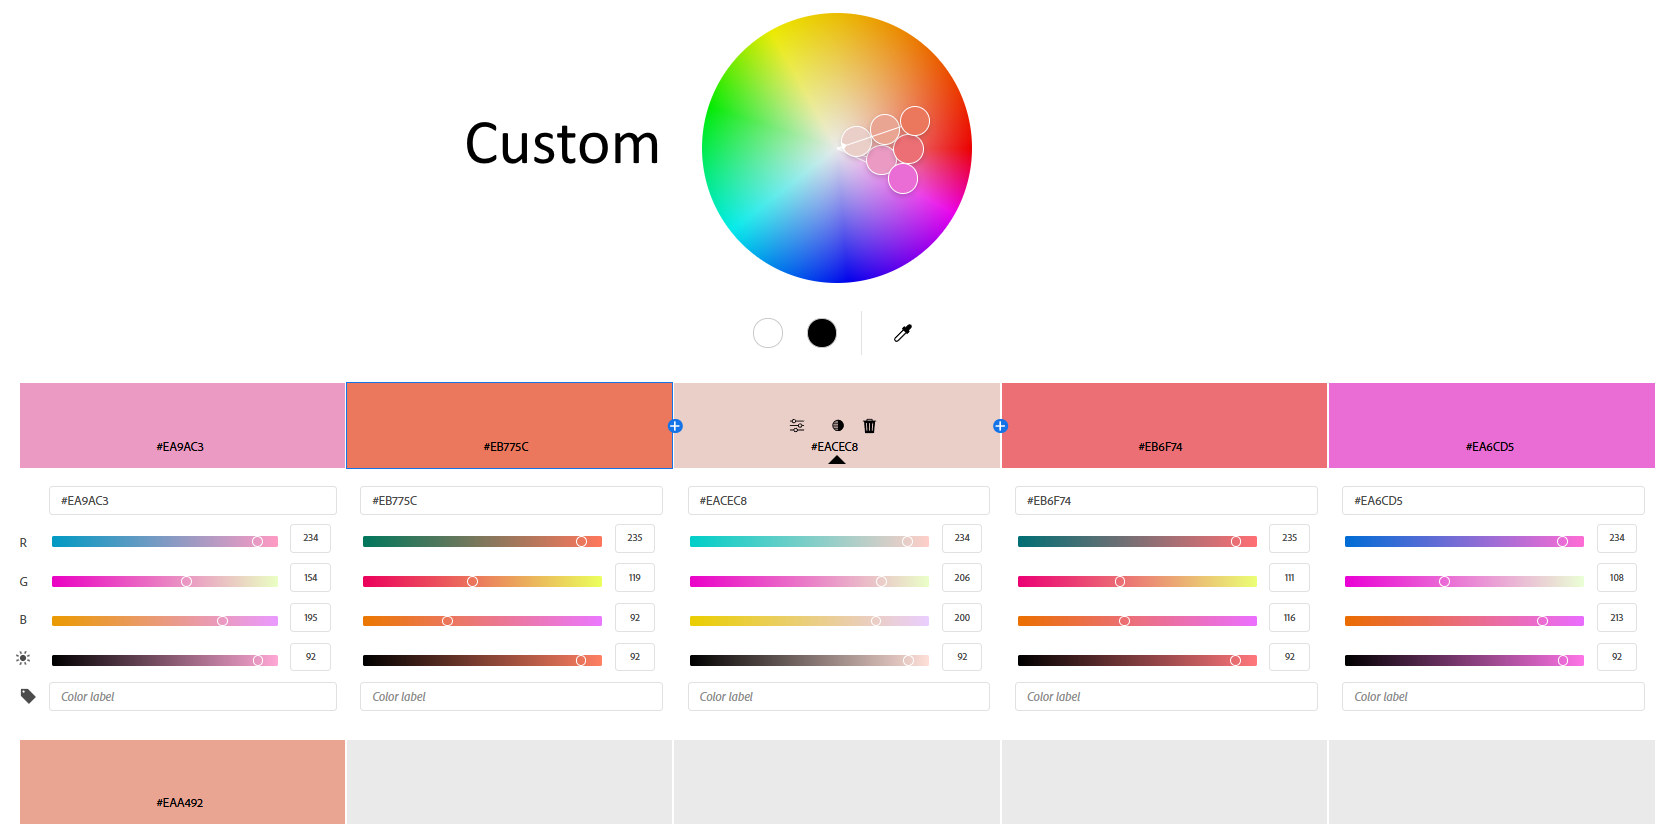 Custom
#EA9AC3 #EB775C #EACEC8 #EB6F74 #EA6CD5
#EA9AC3 #EB775C #EACEC8 #EB6F74 #EA6CD5
R 234 235 234 235 234
G 154 119 206 111 108
B 195 92 200 116 213
92 92 92 92 92
Color label Color label Color label Color label Color label
#EAA492